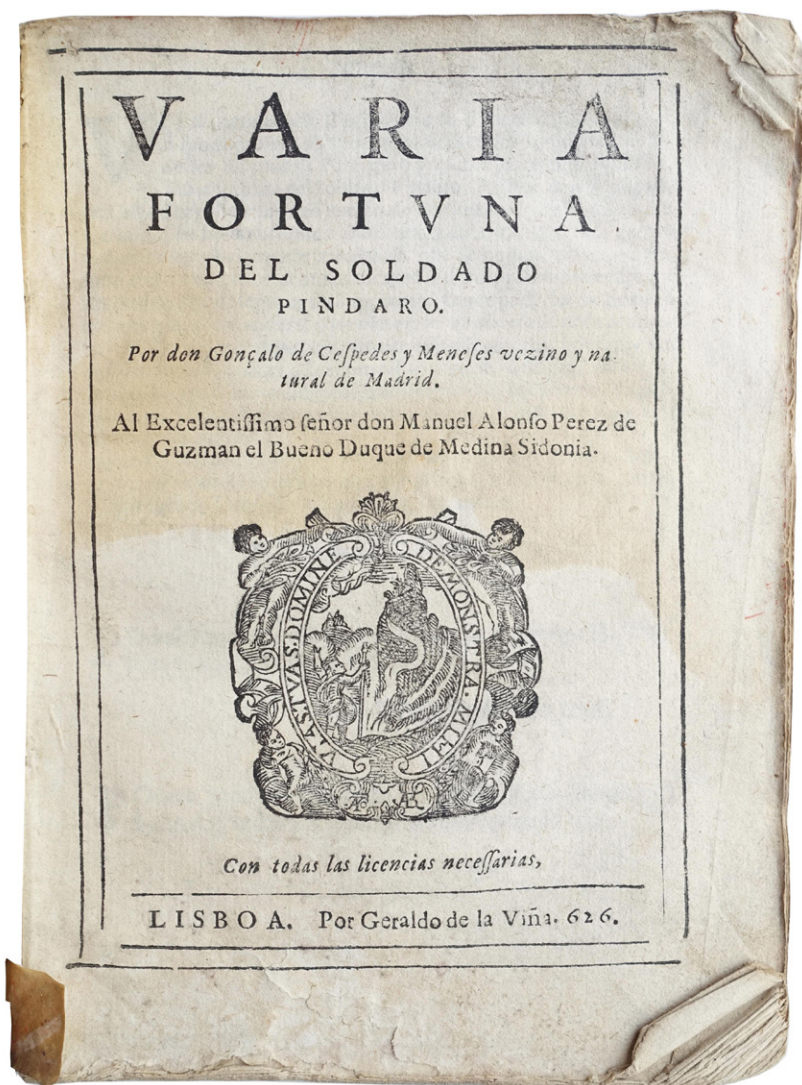 VARIA
FORTVNA.
DEL SOLDADO
PINDARO.
Por don Gonçalo de Ceſpedes y Meneſes vezino y na-
tural de Madrid.
Al Excelentiſſimo ſeñor don Manuel Alonſo Perez de
Guzman el Bueno Duque de Medina Sidonia.
VIAS TVAS DOMINE
DEMONSTRA. MIHI
Con todas las licencias neceſſarias,
LISBOA. Por Geraldo de la Viña. 626.